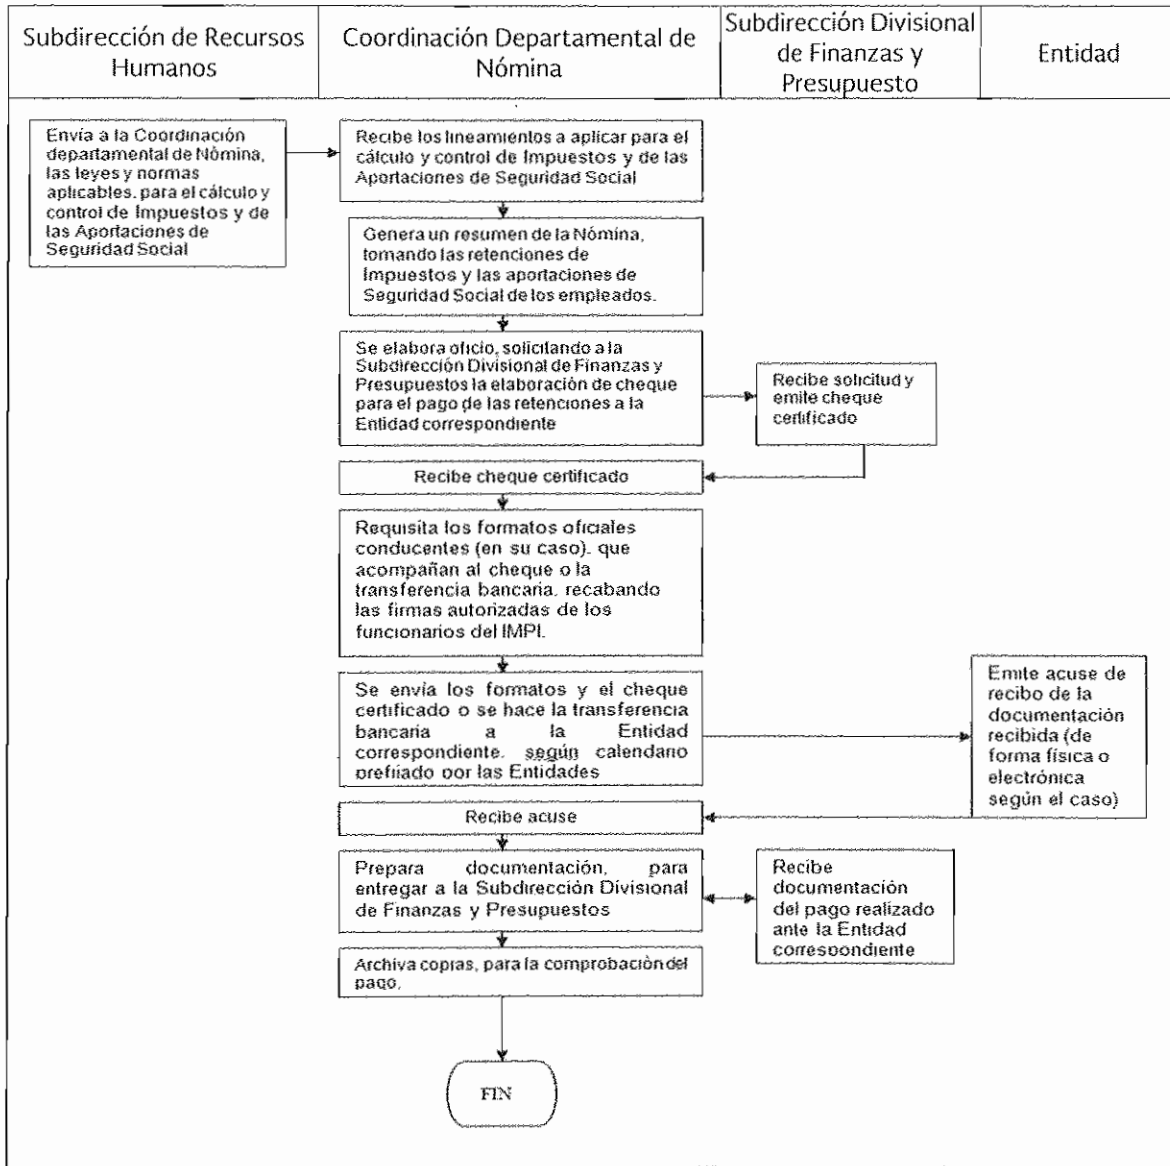 Subdirección de Recursos
Humanos
Coordinación Departamental de
Nómina
Subdirección Divisional
de Finanzas y
Presupuesto
Entidad
Envía a la Coordinación
departamental de Nómina,
las leyes y normas
aplicables, para el cálculo y
control de Impuestos y de
las Aportaciones de
Seguridad Social
Recibe los lineamientos a aplicar para el
cálculo y control de Impuestos y de las
Aportaciones de Seguridad Social
Genera un resumen de la Nómina,
tomando las retenciones de
Impuestos y las aportaciones de
Seguridad Social de los empleados.
Se elabora oficio, solicitando a la
Subdirección Divisional de Finanzas y
Presupuestos la elaboración de cheque
para el pago de las retenciones a la
Entidad correspondiente
Recibe solicitud y
emite cheque
certificado
Recibe cheque certificado
Requisita los formatos oficiales
conducentes (en su caso). que
acompañan al cheque o la
transferencia bancaria. recabando
las firmas autorizadas de los
funcionarios del IMPI.
Se envía los formatos y el cheque
certificado o se hace la transferencia
bancaria a la Entidad
correspondiente. según calendario
prefijado por las Entidades
Emite acuse de
recibo de la
documentación
recibida (de
forma física o
electrónica
según el caso)
Recibe acuse
Prepara documentación, para
entregar a la Subdirección Divisional
de Finanzas y Presupuestos
Recibe
documentación
del pago realizado
ante la Entidad
correspondiente
Archiva copias, para la comprobación del
pago.
FIN